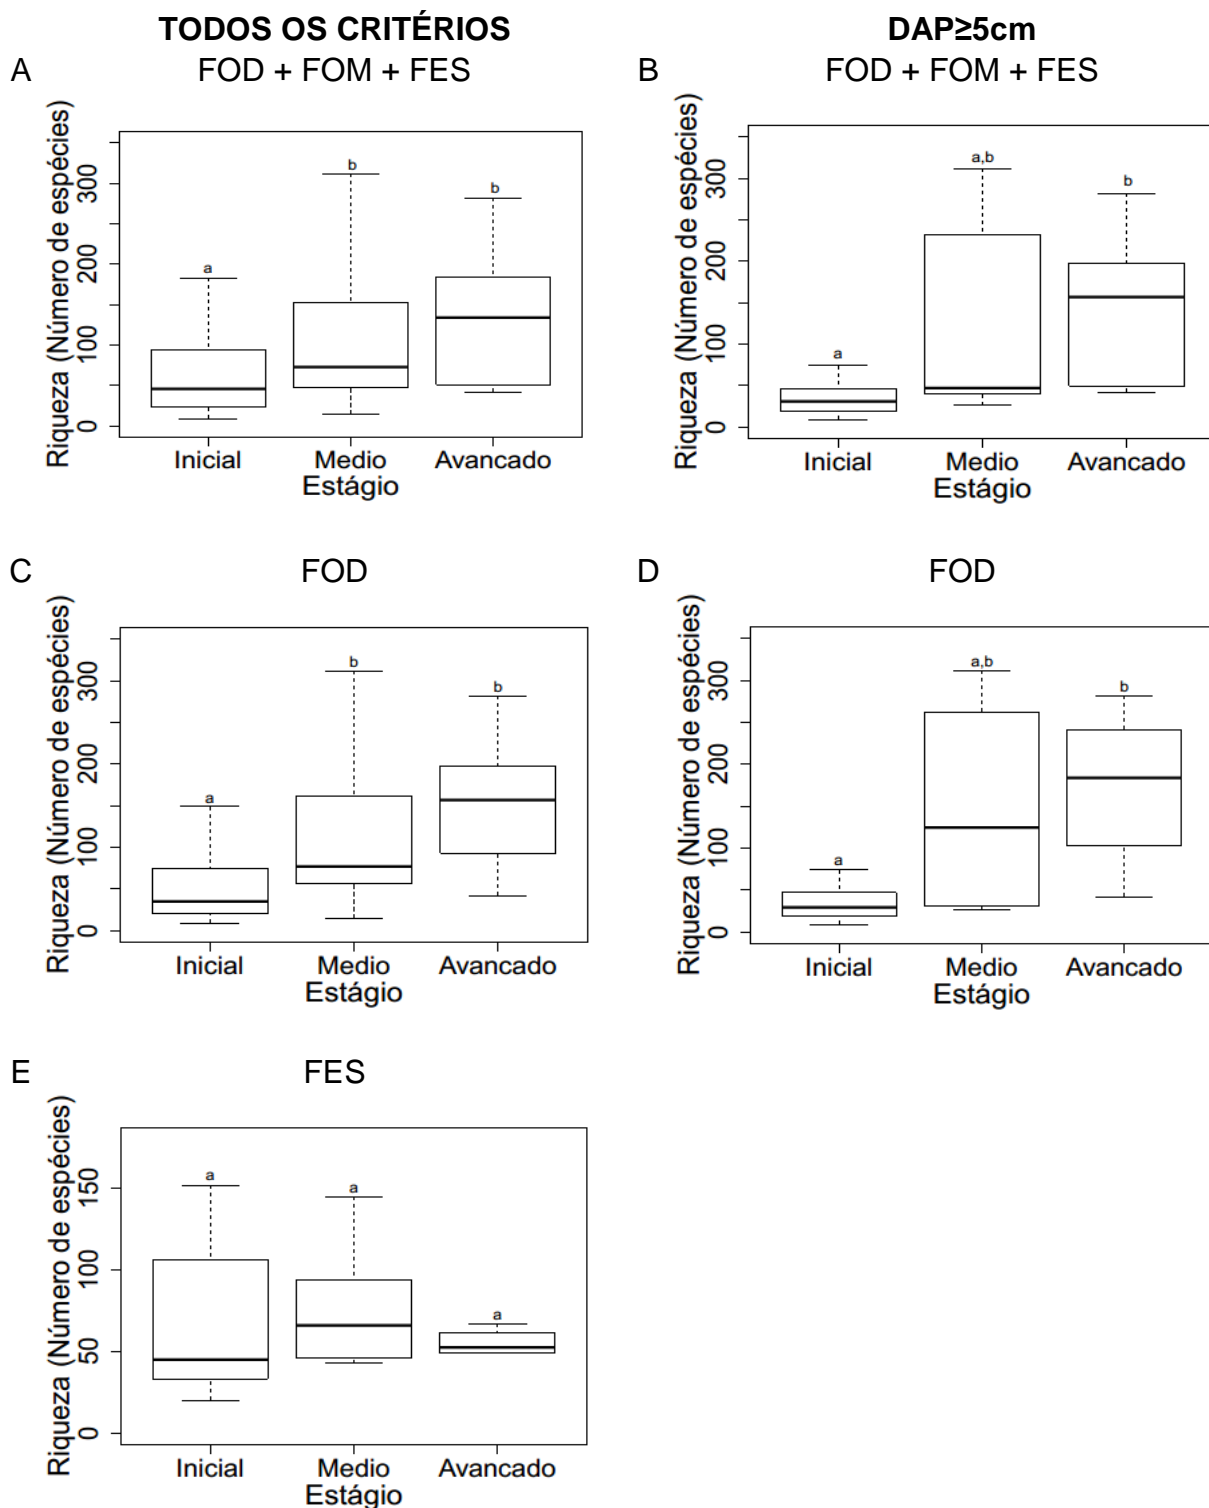 TODOS OS CRITÉRIOS
DAP≥5cm
A
FOD + FOM + FES
B
FOD + FOM + FES
Riqueza (Número de espécies)
300
200
100
0
a
b
b
Inicial
Medio
Avancado
Estágio
Riqueza (Número de espécies)
300
200
100
0
a
a,b
b
Inicial
Medio
Avancado
Estágio
C
FOD
D
FOD
Riqueza (Número de espécies)
300
200
100
0
a
b
b
Inicial
Medio
Avancado
Estágio
Riqueza (Número de espécies)
300
200
100
0
a
a,b
b
Inicial
Medio
Avancado
Estágio
E
FES
Riqueza (Número de espécies)
150
100
50
0
a
a
a
Inicial
Medio
Avancado
Estágio